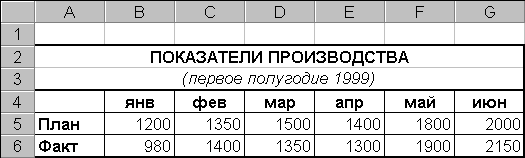 A B C D E F G
1
2 ПОКАЗАТЕЛИ ПРОИЗВОДСТВА
3 (первое полугодие 1999)
4 янв фев мар апр май июн
5 План 1200 1350 1500 1400 1800 2000
6 Факт 980 1400 1350 1300 1900 2150